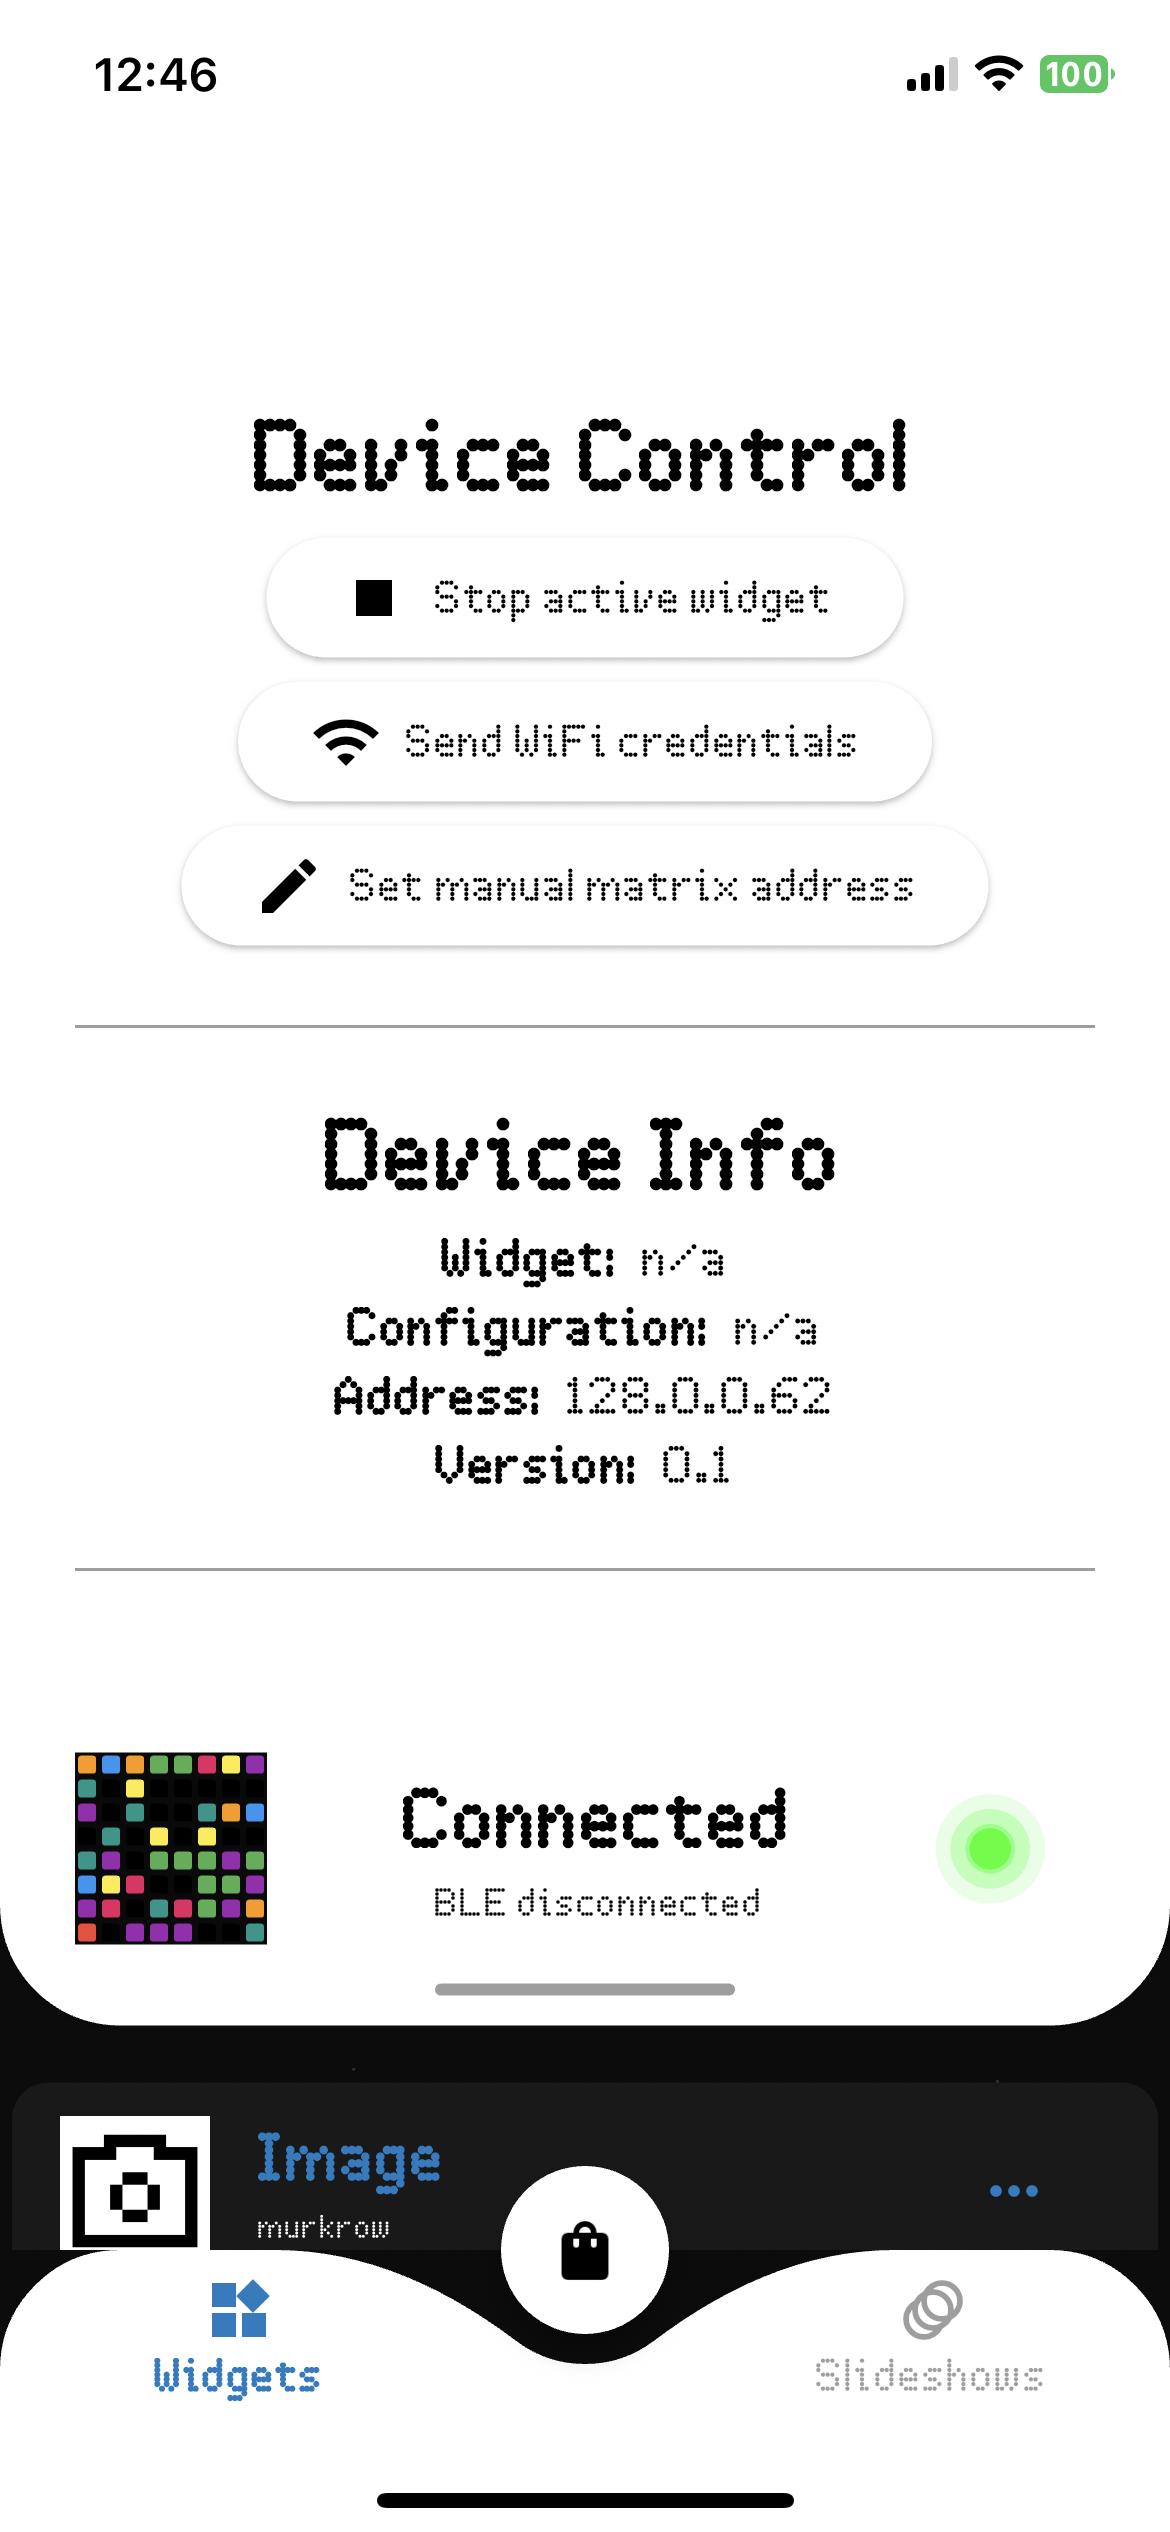 12:46
100
Device Control
Stop active widget
Send WiFi credentials
Set manual matrix address
Device Info
Widget: n/a
Configuration: n/a
Address: 128.0.0.62
Version: 0.1
Connected
BLE disconnected
Image
murkrow
Widgets
Slideshows